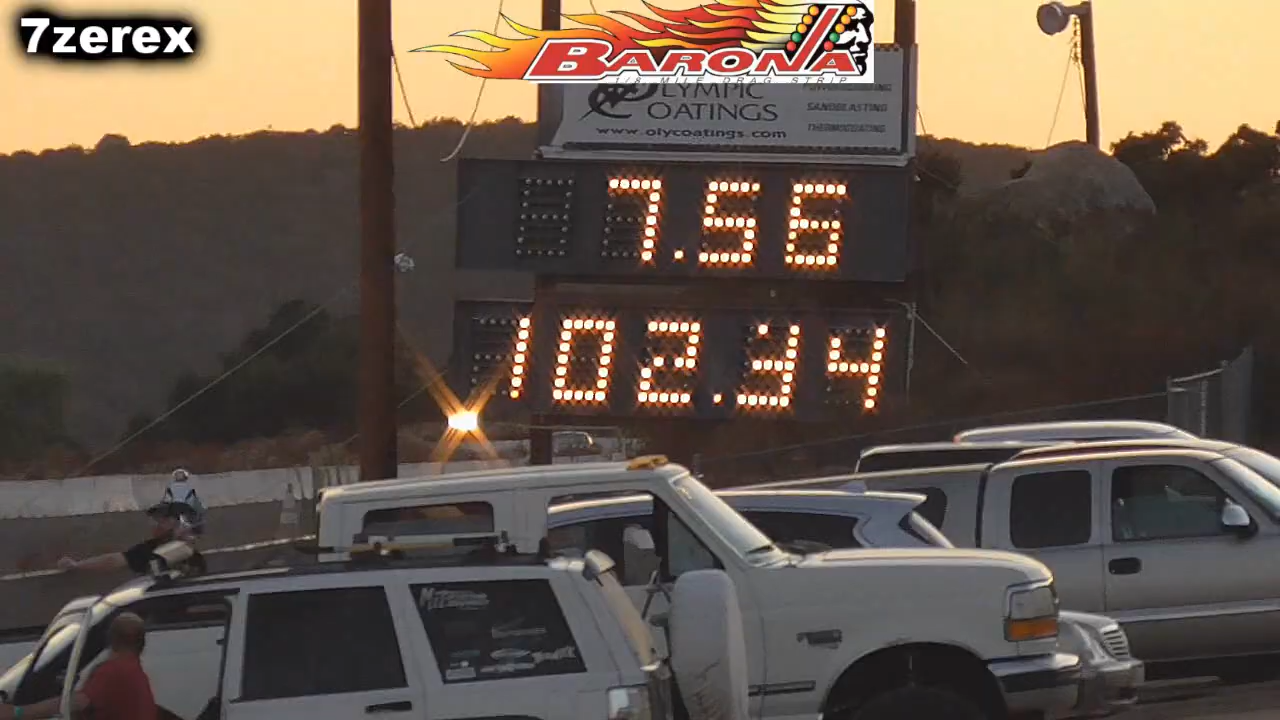 7zerex
BARONA
1/8 MILE DRAG STRIP
OLYMPIC
COATINGS
www.olycoatings.com
POWDERCOATING
SANDBLASTING
THERMOCOATING
7.56
102.34